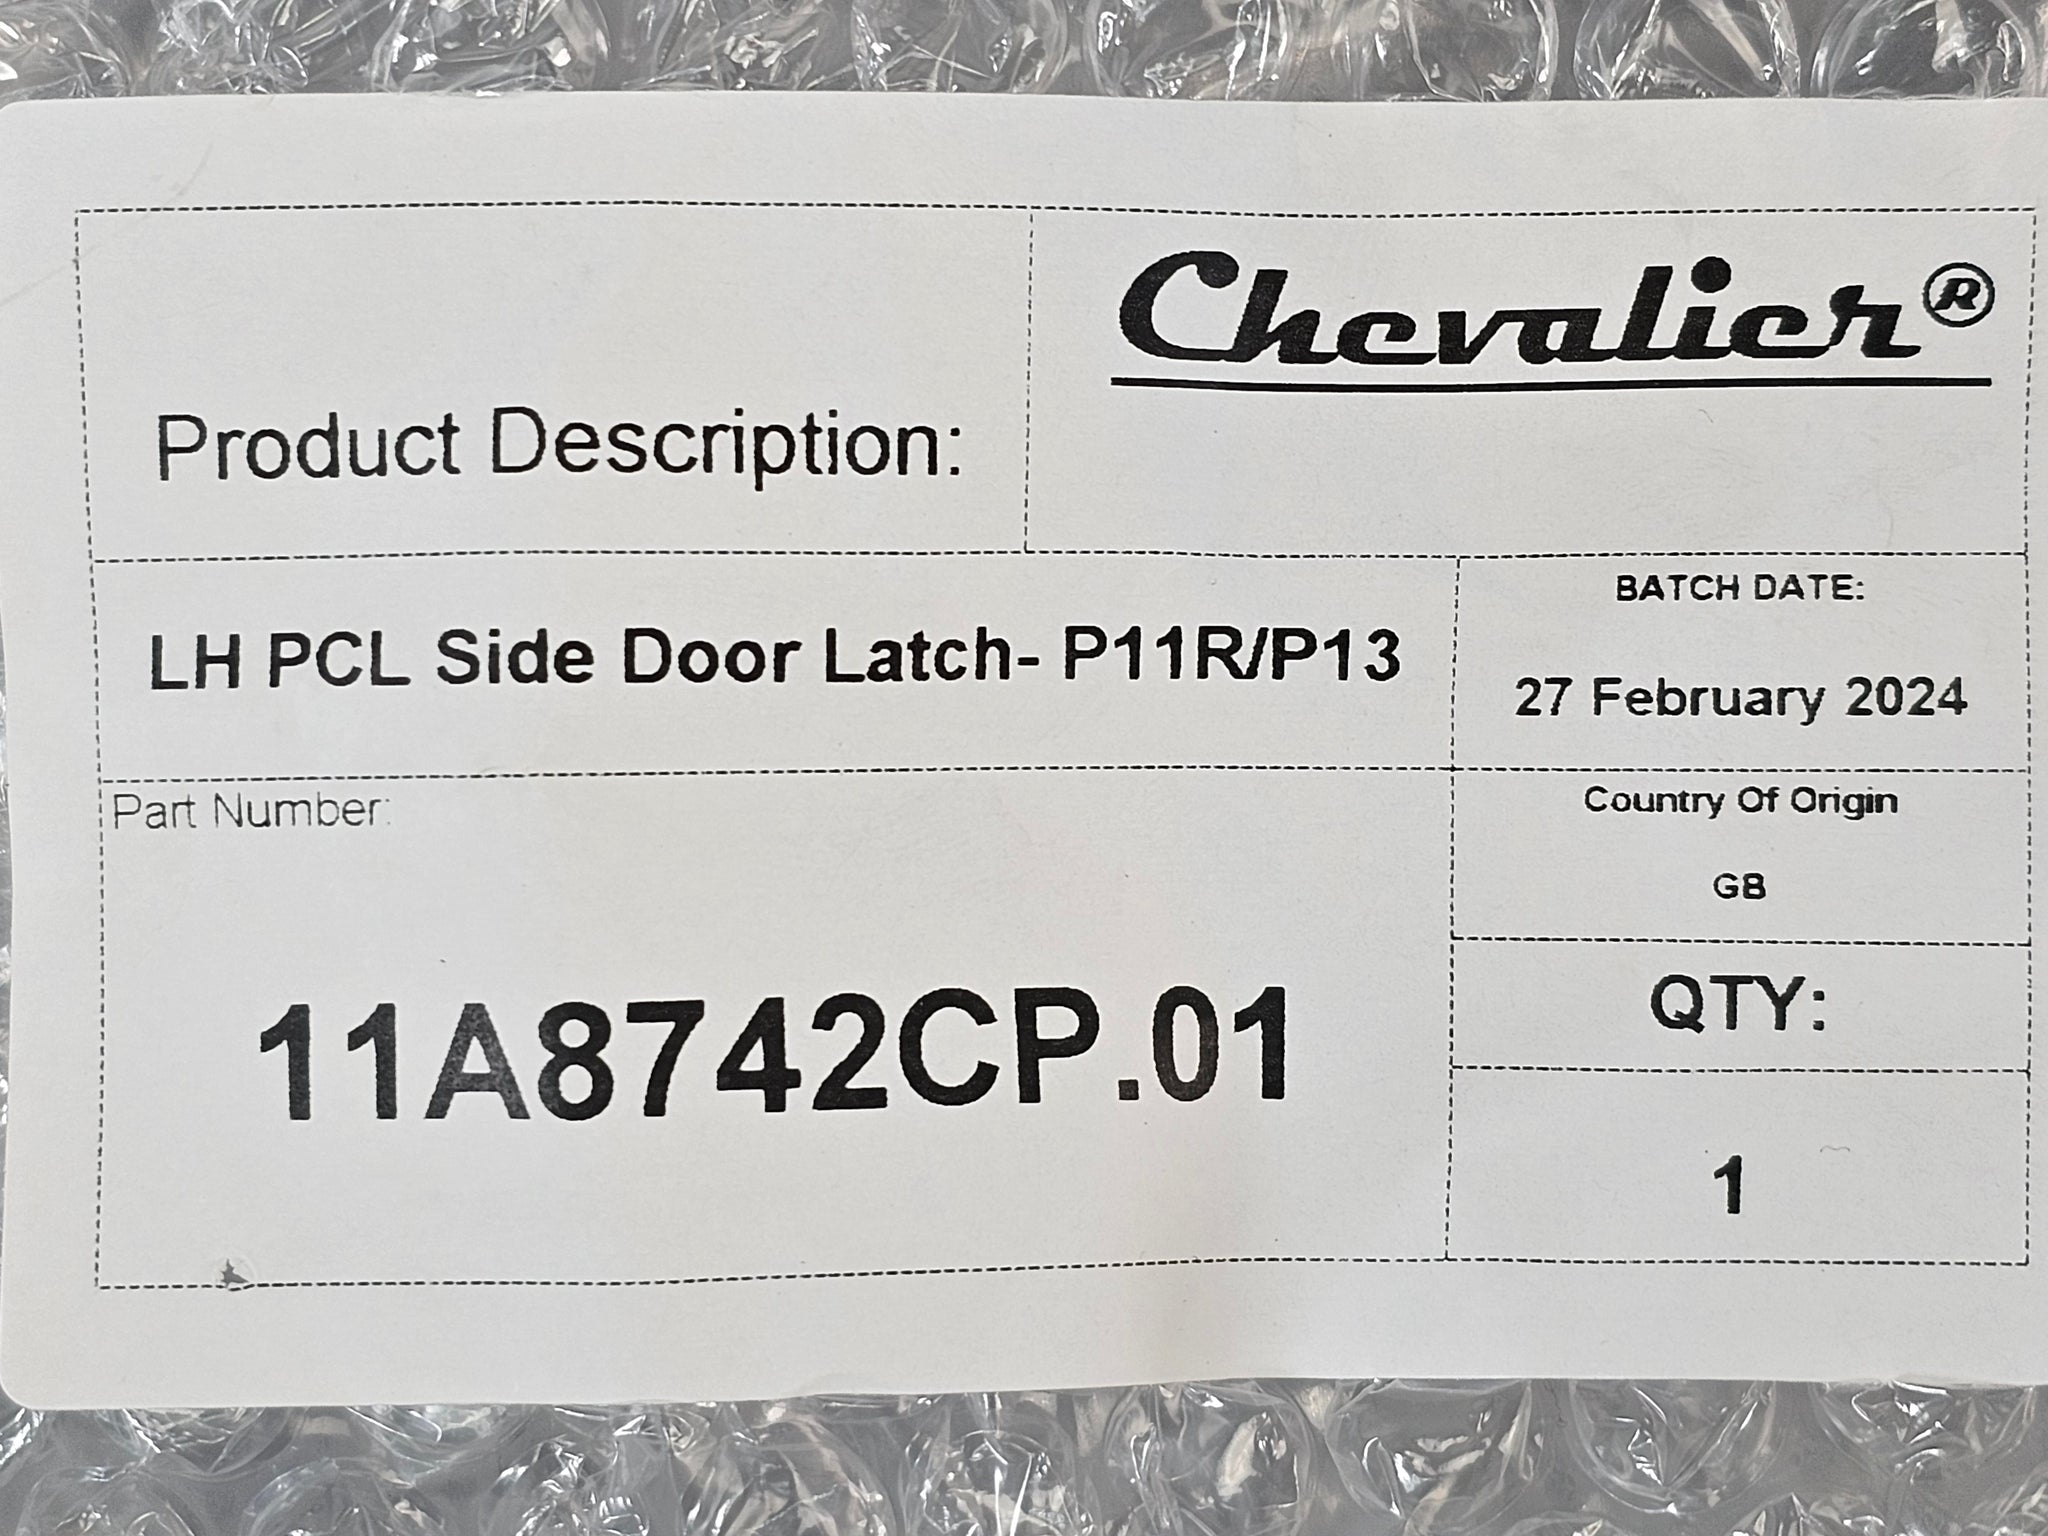 Chevalier®
Product Description:
LH PCL Side Door Latch- P11R/P13
BATCH DATE:
27 February 2024
Part Number:
11A8742CP.01
Country Of Origin
GB
QTY:
1